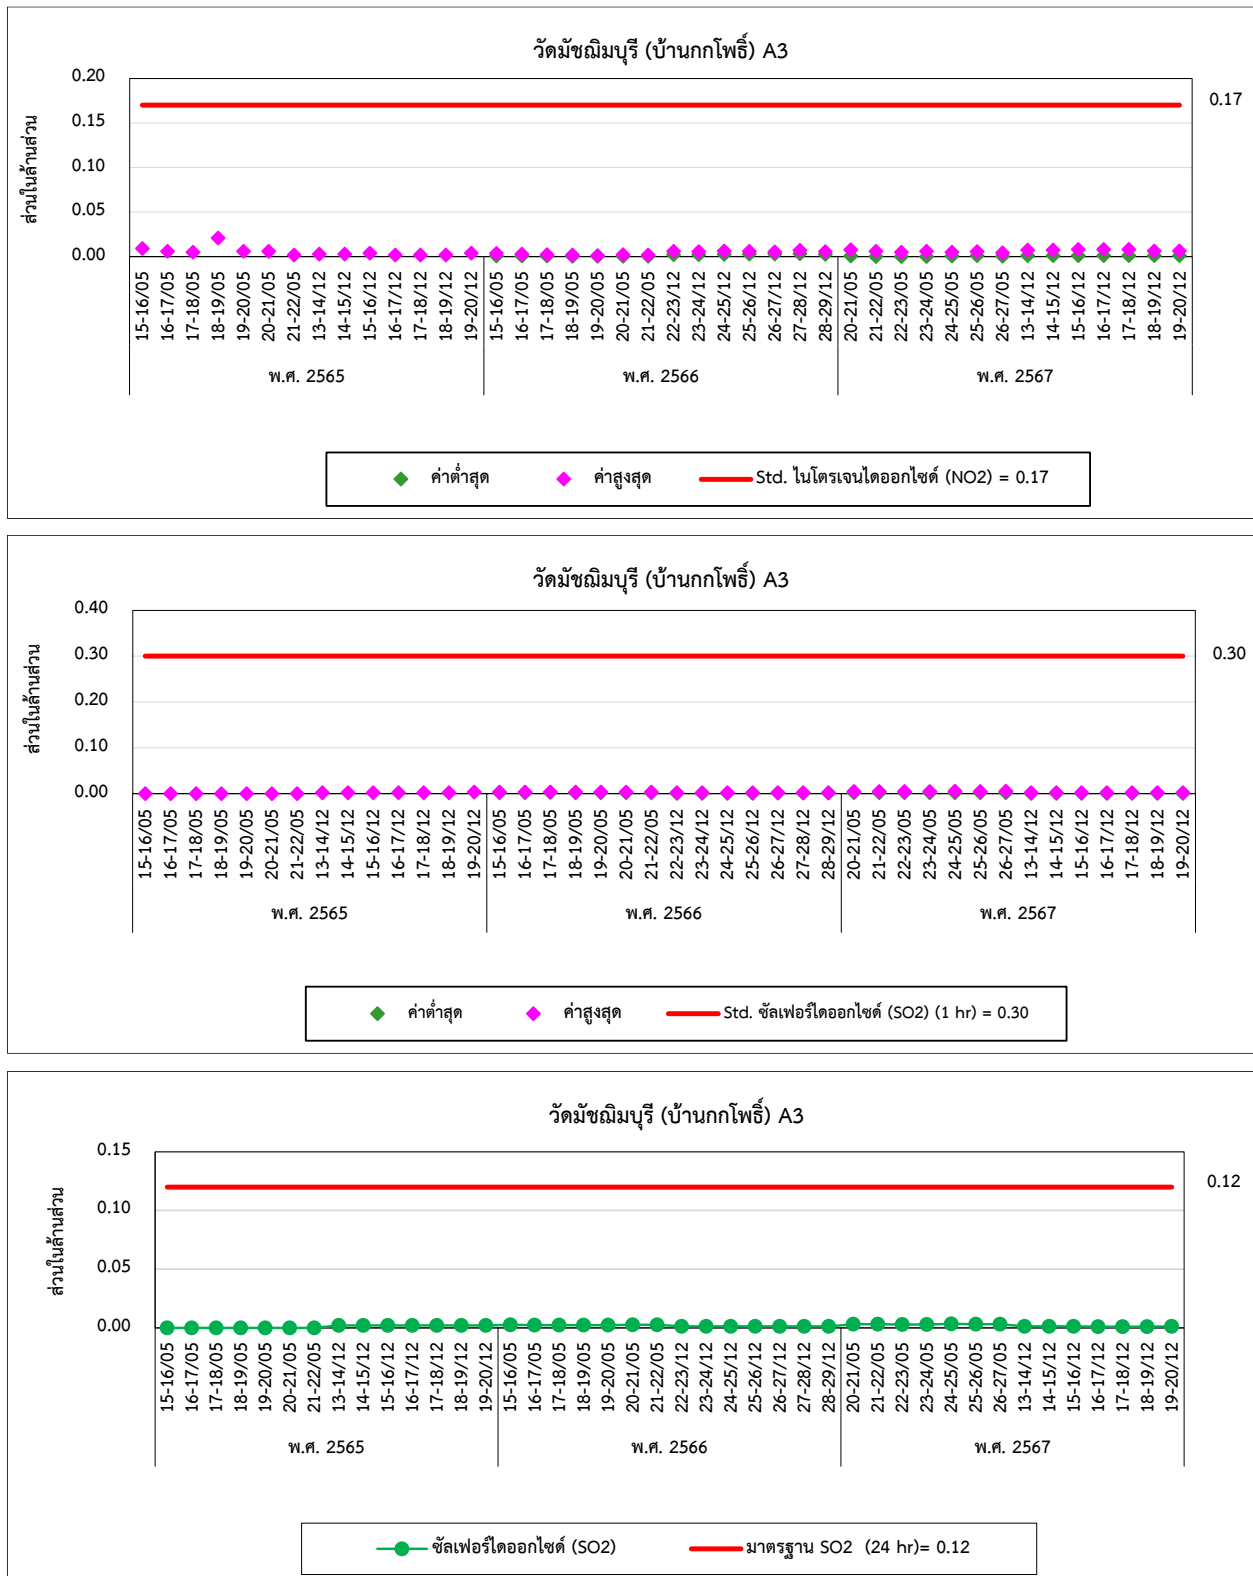 วัดมัชฌิมบุรี (บ้านกกโพธิ์) A3
ส่วนในล้านส่วน
0.20
0.15
0.10
0.05
0.00
0.17
15-16/05 16-17/05 17-18/05 18-19/05 19-20/05 20-21/05 21-22/05 13-14/12 14-15/12 15-16/12 16-17/12 17-18/12 18-19/12 19-20/12 15-16/05 16-17/05 17-18/05 18-19/05 19-20/05 20-21/05 21-22/05 22-23/12 23-24/12 24-25/12 25-26/12 26-27/12 27-28/12 28-29/12 20-21/05 21-22/05 22-23/05 23-24/05 24-25/05 25-26/05 26-27/05 13-14/12 14-15/12 15-16/12 16-17/12 17-18/12 18-19/12 19-20/12
พ.ศ. 2565 พ.ศ. 2566 พ.ศ. 2567
ค่าต่ำสุด ค่าสูงสุด Std. ไนโตรเจนไดออกไซด์ (NO2) = 0.17
วัดมัชฌิมบุรี (บ้านกกโพธิ์) A3
ส่วนในล้านส่วน
0.40
0.30
0.20
0.10
0.00
0.30
15-16/05 16-17/05 17-18/05 18-19/05 19-20/05 20-21/05 21-22/05 13-14/12 14-15/12 15-16/12 16-17/12 17-18/12 18-19/12 19-20/12 15-16/05 16-17/05 17-18/05 18-19/05 19-20/05 20-21/05 21-22/05 22-23/12 23-24/12 24-25/12 25-26/12 26-27/12 27-28/12 28-29/12 20-21/05 21-22/05 22-23/05 23-24/05 24-25/05 25-26/05 26-27/05 13-14/12 14-15/12 15-16/12 16-17/12 17-18/12 18-19/12 19-20/12
พ.ศ. 2565 พ.ศ. 2566 พ.ศ. 2567
ค่าต่ำสุด ค่าสูงสุด Std. ซัลเฟอร์ไดออกไซด์ (SO2) (1 hr) = 0.30
วัดมัชฌิมบุรี (บ้านกกโพธิ์) A3
ส่วนในล้านส่วน
0.15
0.10
0.05
0.00
0.12
15-16/05 16-17/05 17-18/05 18-19/05 19-20/05 20-21/05 21-22/05 13-14/12 14-15/12 15-16/12 16-17/12 17-18/12 18-19/12 19-20/12 15-16/05 16-17/05 17-18/05 18-19/05 19-20/05 20-21/05 21-22/05 22-23/12 23-24/12 24-25/12 25-26/12 26-27/12 27-28/12 28-29/12 20-21/05 21-22/05 22-23/05 23-24/05 24-25/05 25-26/05 26-27/05 13-14/12 14-15/12 15-16/12 16-17/12 17-18/12 18-19/12 19-20/12
พ.ศ. 2565 พ.ศ. 2566 พ.ศ. 2567
ซัลเฟอร์ไดออกไซด์ (SO2) มาตรฐาน SO2 (24 hr)= 0.12